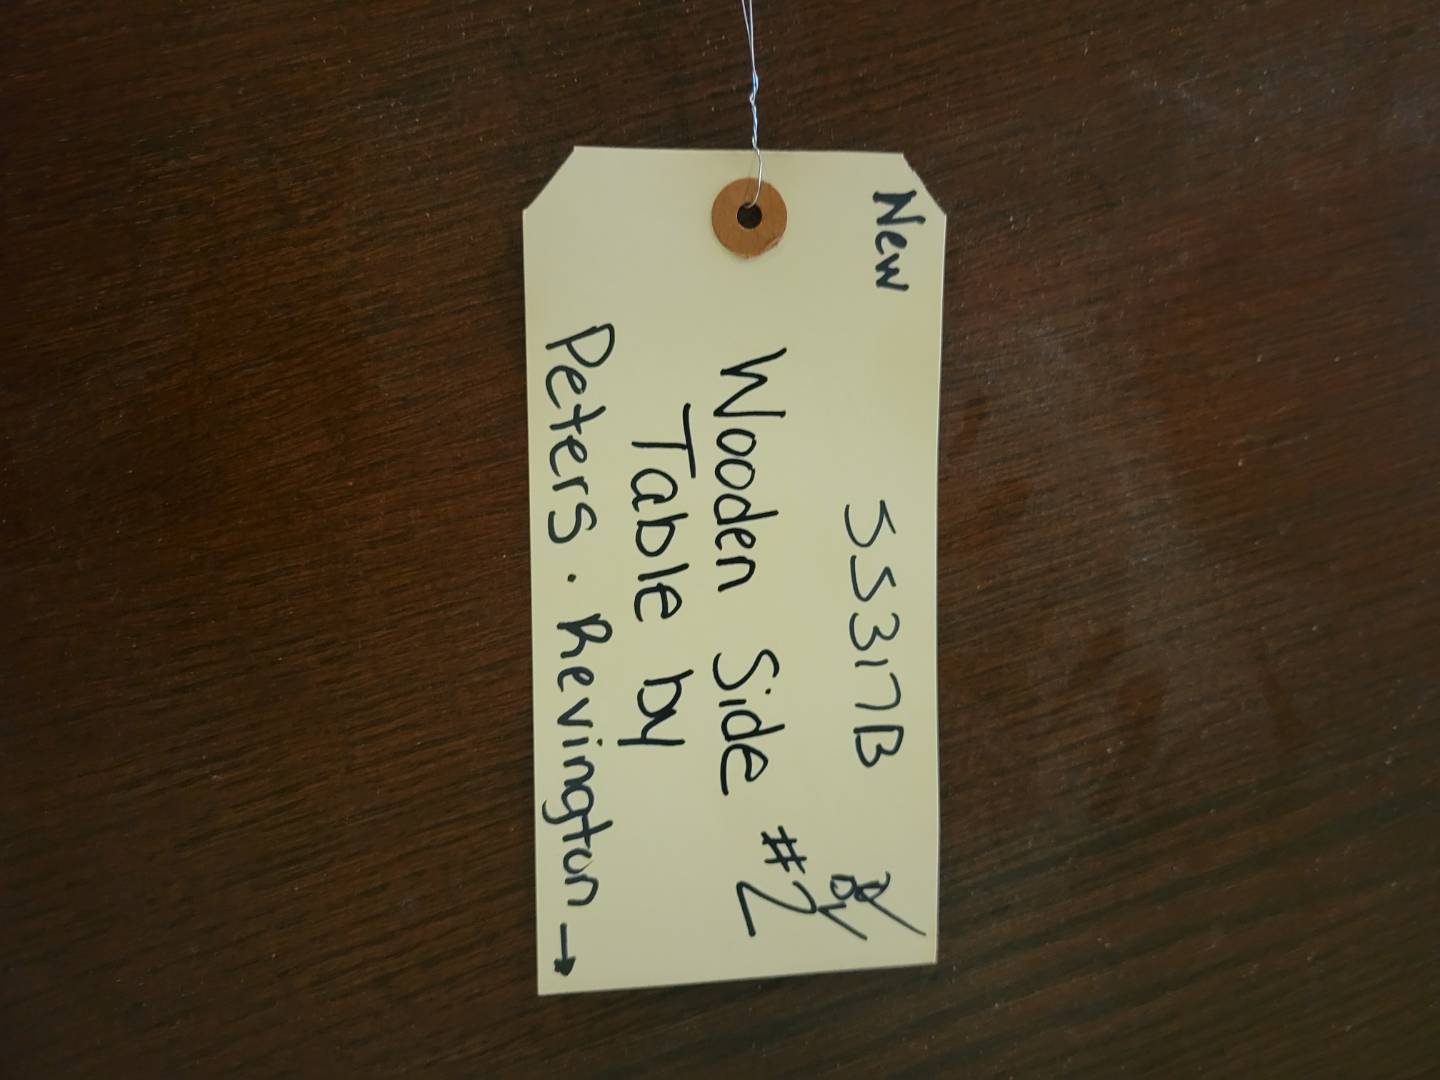 New
55317B
Wooden Side #2
Table by
Peters. Revington →